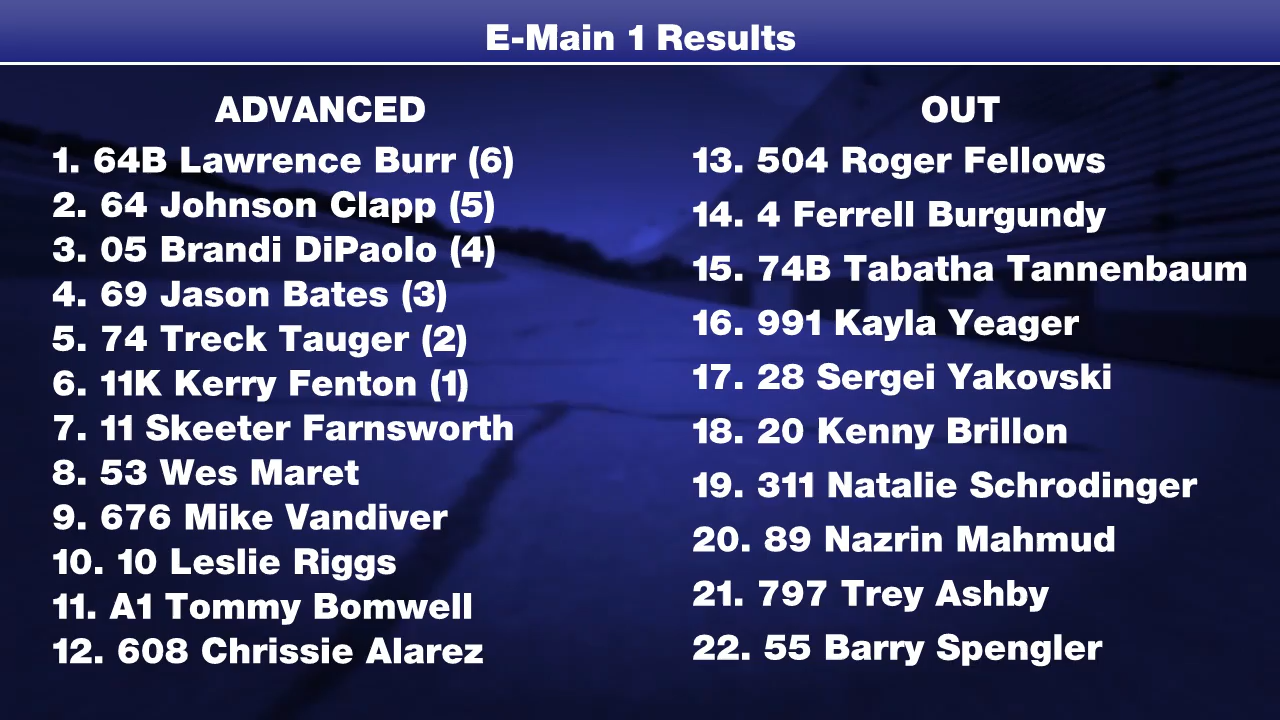 E-Main 1 Results
ADVANCED
1. 64B Lawrence Burr (6)
2. 64 Johnson Clapp (5)
3. 05 Brandi DiPaolo (4)
4. 69 Jason Bates (3)
5. 74 Treck Tauger (2)
6. 11K Kerry Fenton (1)
7. 11 Skeeter Farnsworth
8. 53 Wes Maret
9. 676 Mike Vandiver
10. 10 Leslie Riggs
11. A1 Tommy Bomwell
12. 608 Chrissie Alarez
OUT
13. 504 Roger Fellows
14. 4 Ferrell Burgundy
15. 74B Tabatha Tannenbaum
16. 991 Kayla Yeager
17. 28 Sergei Yakovski
18. 20 Kenny Brillon
19. 311 Natalie Schrodinger
20. 89 Nazrin Mahmud
21. 797 Trey Ashby
22. 55 Barry Spengler